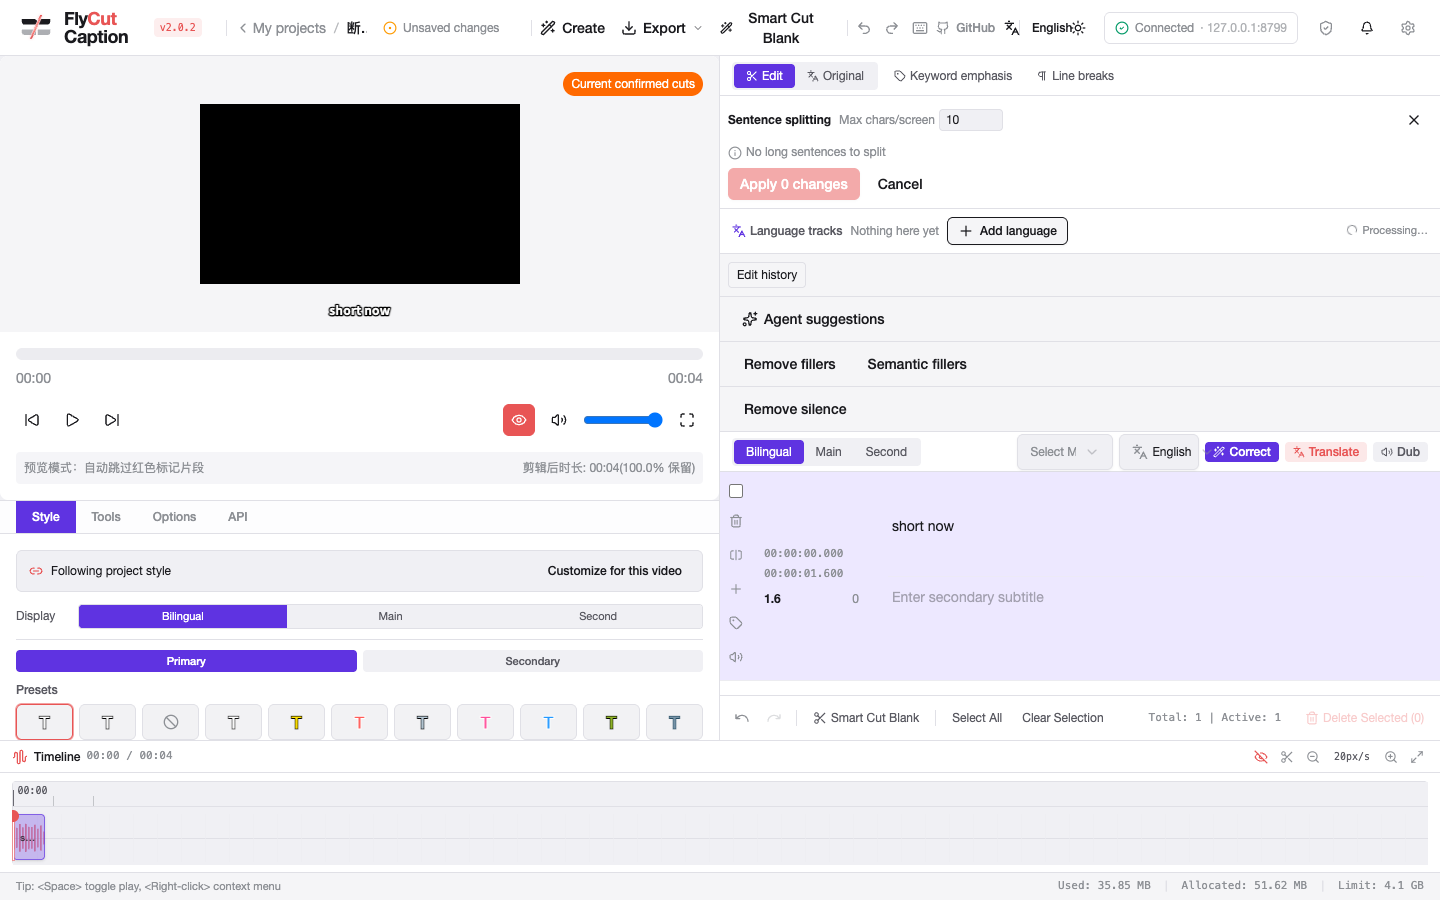 FlyCut Caption
v2.0.2
My projects / 断.
Unsaved changes
Create
Export
Smart Cut Blank
GitHub
English
Connected · 127.0.0.1:8799
Current confirmed cuts
short now
00:00
00:04
预览模式：自动跳过红色标记片段
剪辑后时长: 00:04(100.0% 保留)
Style
Tools
Options
API
Following project style
Customize for this video
Display
Bilingual
Main
Second
Primary
Secondary
Presets
T T T T T T T T T T
Edit
Original
Keyword emphasis
Line breaks
Sentence splitting
Max chars/screen
10
No long sentences to split
Apply 0 changes
Cancel
Language tracks
Nothing here yet
Add language
Processing...
Edit history
Agent suggestions
Remove fillers
Semantic fillers
Remove silence
Bilingual
Main
Second
Select M
English
Correct
Translate
Dub
short now
00:00:00.000
00:00:01.600
1.6
0
Enter secondary subtitle
Smart Cut Blank
Select All
Clear Selection
Total: 1 | Active: 1
Delete Selected (0)
Timeline
00:00 / 00:04
20px/s
00:00
s...
Tip: <Space> toggle play, <Right-click> context menu
Used: 35.85 MB
Allocated: 51.62 MB
Limit: 4.1 GB